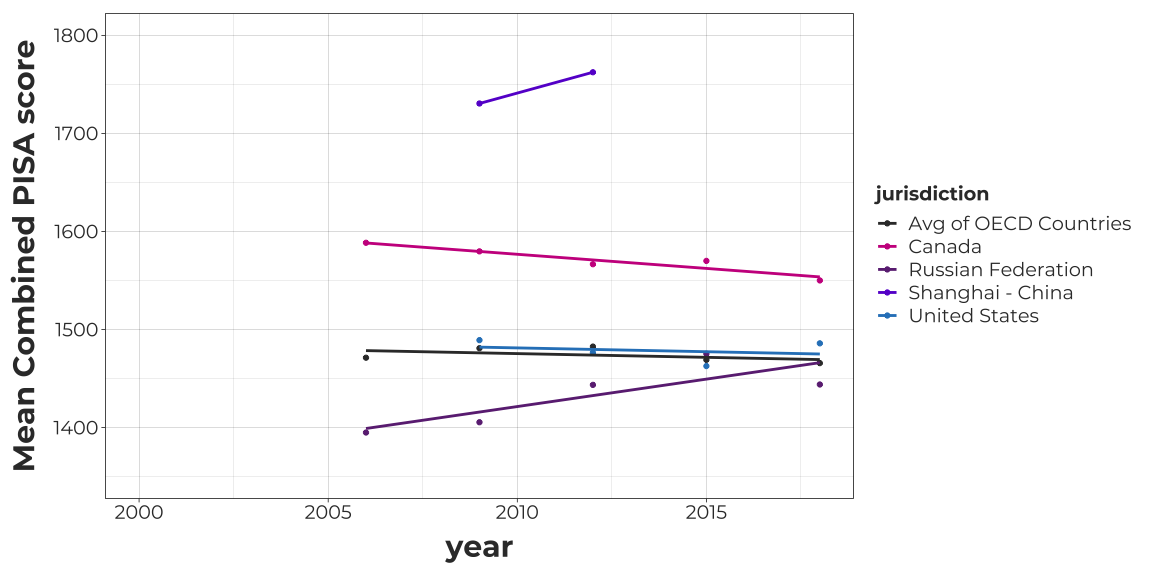 Mean Combined PISA score
1800
1700
1600
1500
1400
2000
2005
2010
2015
year
jurisdiction
Avg of OECD Countries
Canada
Russian Federation
Shanghai - China
United States